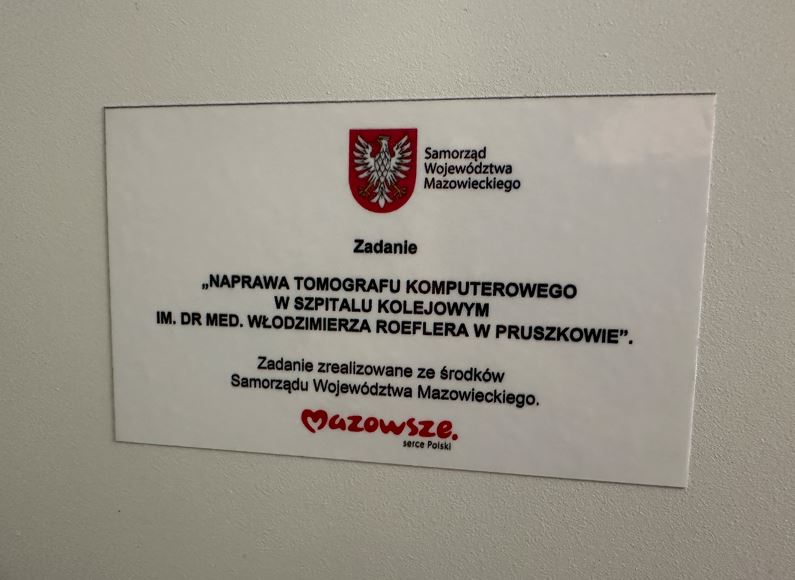 Samorząd
Województwa
Mazowieckiego
Zadanie
„NAPRAWA TOMOGRAFU KOMPUTEROWEGO
W SZPITALU KOLEJOWYM
IM. DR MED. WŁODZIMIERZA ROEFLERA W PRUSZKOWIE”.
Zadanie zrealizowane ze środków
Samorządu Województwa Mazowieckiego.
Mazowsze.
serce Polski